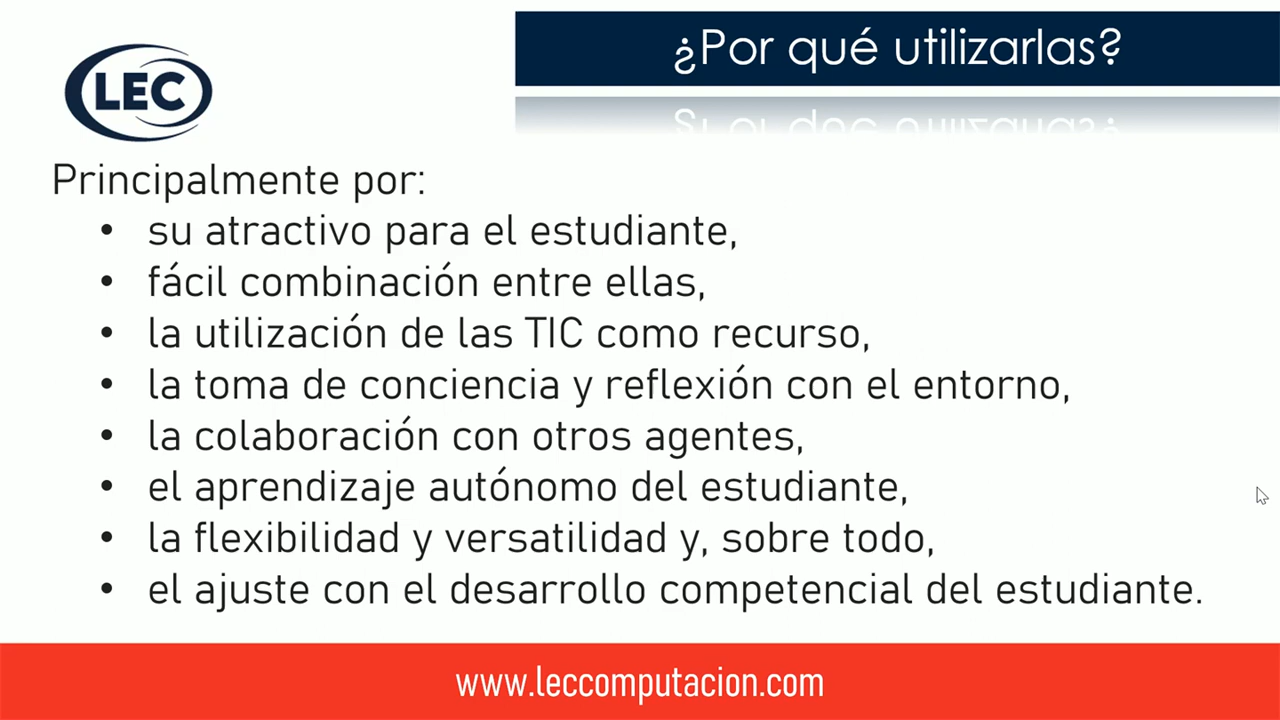 LEC
¿Por qué utilizarlas?
Principalmente por:
• su atractivo para el estudiante,
• fácil combinación entre ellas,
• la utilización de las TIC como recurso,
• la toma de conciencia y reflexión con el entorno,
• la colaboración con otros agentes,
• el aprendizaje autónomo del estudiante,
• la flexibilidad y versatilidad y, sobre todo,
• el ajuste con el desarrollo competencial del estudiante.
www.leccomputacion.com